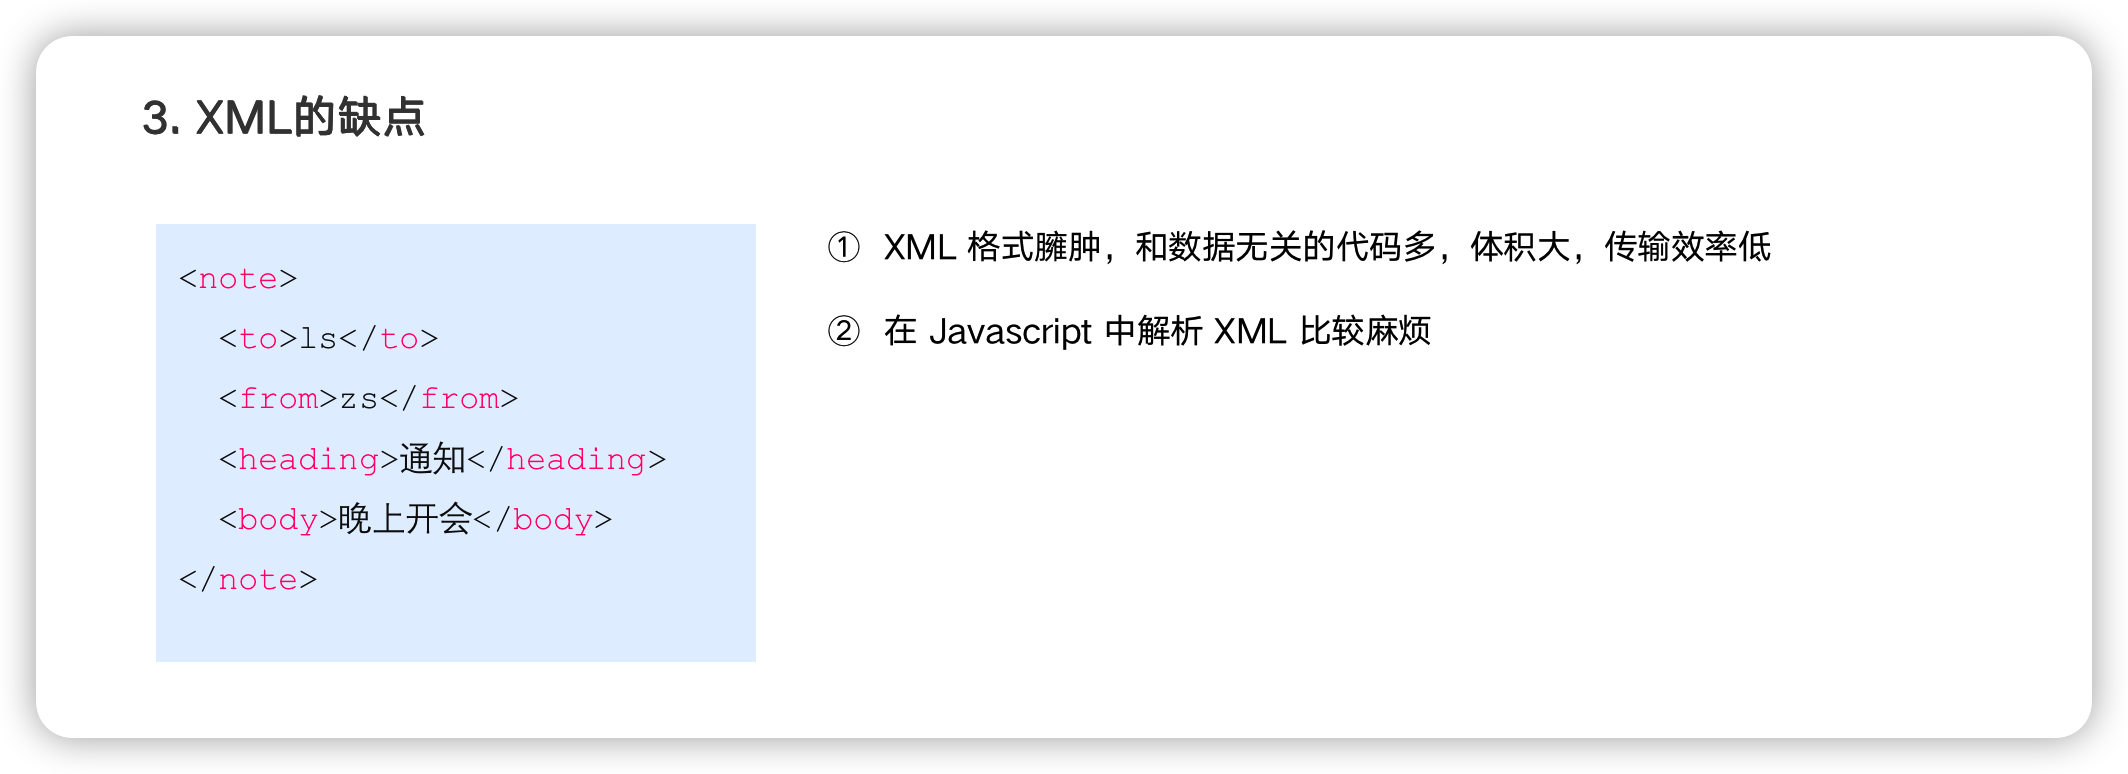 3. XML的缺点
<note>
  <to>ls</to>
  <from>zs</from>
  <heading>通知</heading>
  <body>晚上开会</body>
</note>
① XML 格式臃肿，和数据无关的代码多，体积大，传输效率低
② 在 Javascript 中解析 XML 比较麻烦